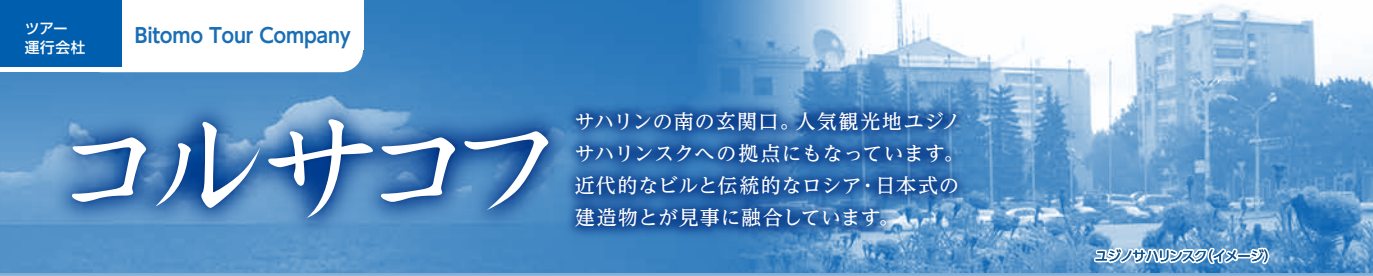 ツアー
運行会社
Bitomo Tour Company
コルサコフ
サハリンの南の玄関口。人気観光地ユジノ
サハリンスクへの拠点にもなっています。
近代的なビルと伝統的なロシア・日本式の
建造物とが見事に融合しています。
ユジノサハリンスク(イメージ)